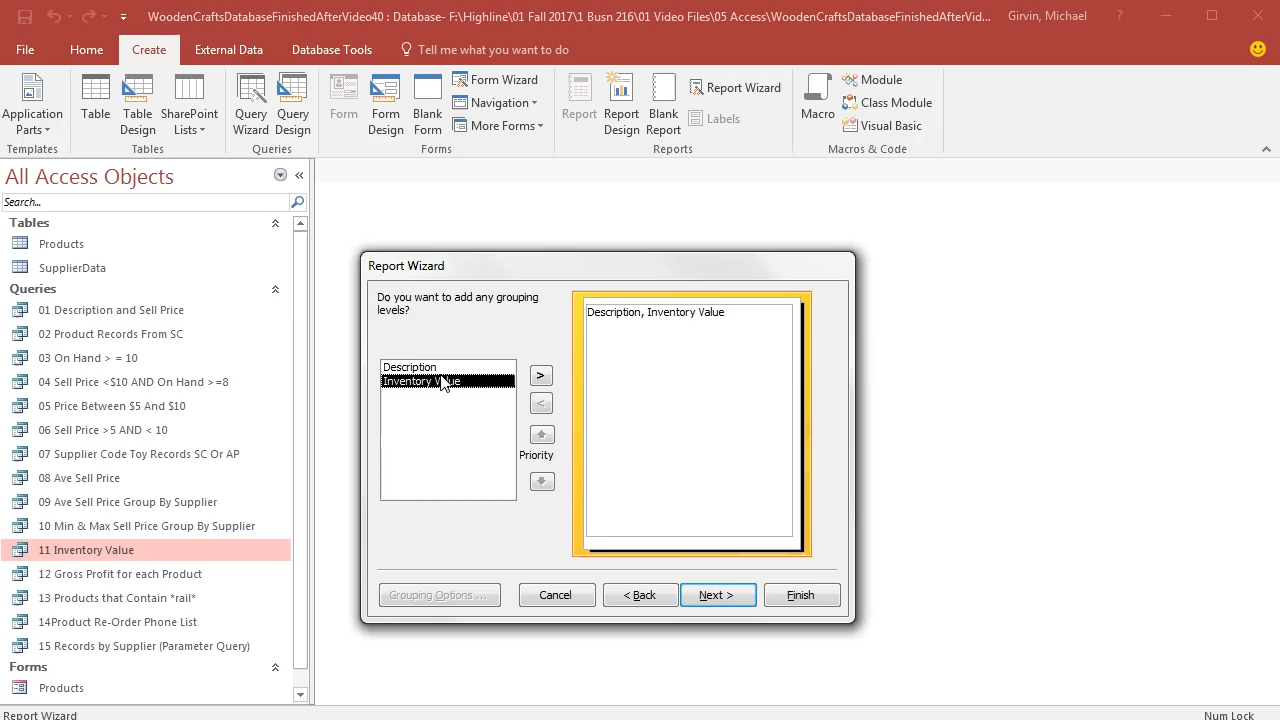 WoodenCraftsDatabaseFinishedAfterVideo40 : Database- F:\Highline\01 Fall 2017\1 Busn 216\01 Video Files\05 Access\WoodenCraftsDatabaseFinishedAfterVid...
Girvin, Michael
?
File
Home
Create
External Data
Database Tools
Tell me what you want to do
Application Parts
Table
Table Design
SharePoint Lists
Query Wizard
Query Design
Form
Form Design
Blank Form
Form Wizard
Navigation
More Forms
Report
Report Design
Blank Report
Report Wizard
Labels
Macro
Module
Class Module
Visual Basic
Templates
Tables
Queries
Forms
Reports
Macros & Code
All Access Objects
Search...
Tables
Products
SupplierData
Queries
01 Description and Sell Price
02 Product Records From SC
03 On Hand > = 10
04 Sell Price <$10 AND On Hand >=8
05 Price Between $5 And $10
06 Sell Price >5 AND < 10
07 Supplier Code Toy Records SC Or AP
08 Ave Sell Price
09 Ave Sell Price Group By Supplier
10 Min & Max Sell Price Group By Supplier
11 Inventory Value
12 Gross Profit for each Product
13 Products that Contain *rail*
14Product Re-Order Phone List
15 Records by Supplier (Parameter Query)
Forms
Products
Report Wizard
Do you want to add any grouping
levels?
Description
Inventory Value
>
<
Priority
Description, Inventory Value
Grouping Options ...
Cancel
< Back
Next >
Finish
Report Wizard
Num Lock